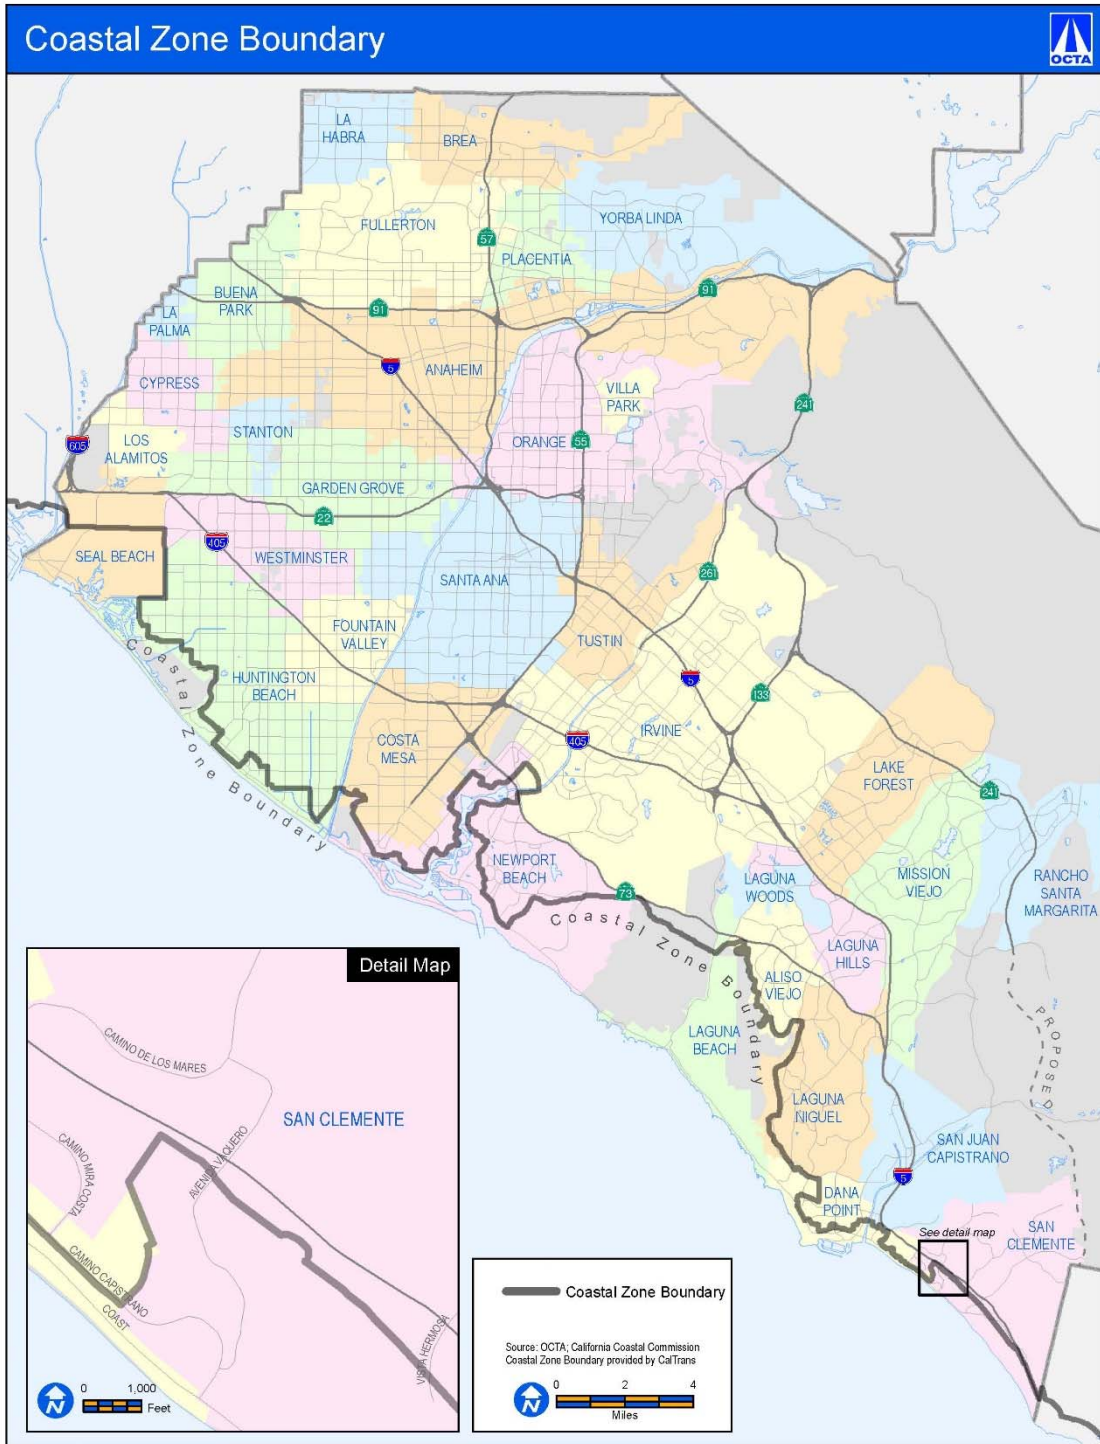 Coastal Zone Boundary
OCTA
LA
HABRA
BREA
FULLERTON
57
YORBA LINDA
PLACENTIA
BUENA
PARK
91
91
LA
PALMA
5
ANAHEIM
CYPRESS
VILLA
PARK
241
STANTON
605
LOS
ALAMITOS
ORANGE
55
GARDEN GROVE
22
405
WESTMINSTER
SEAL BEACH
SANTA ANA
261
FOUNTAIN
VALLEY
TUSTIN
HUNTINGTON
BEACH
5
133
Coastal Zone Boundary
COSTA
MESA
405
IRVINE
LAKE
FOREST
241
NEWPORT
BEACH
73
LAGUNA
WOODS
MISSION
VIEJO
RANCHO
SANTA
MARGARITA
Coastal Zone Boundary
LAGUNA
HILLS
ALISO
VIEJO
LAGUNA
BEACH
PROPOSED
LAGUNA
NIGUEL
SAN JUAN
CAPISTRANO
5
DANA
POINT
See detail map
SAN
CLEMENTE
Detail Map
CAMINO DE LOS MARES
SAN CLEMENTE
CAMINO MIRA COSTA
AVENIDA VAQUERO
CAMINO CAPISTRANO
COAST
VISTA HERMOSA
N
0 1,000
Feet
Coastal Zone Boundary
Source: OCTA; California Coastal Commission
Coastal Zone Boundary provided by CalTrans
N
0 2 4
Miles